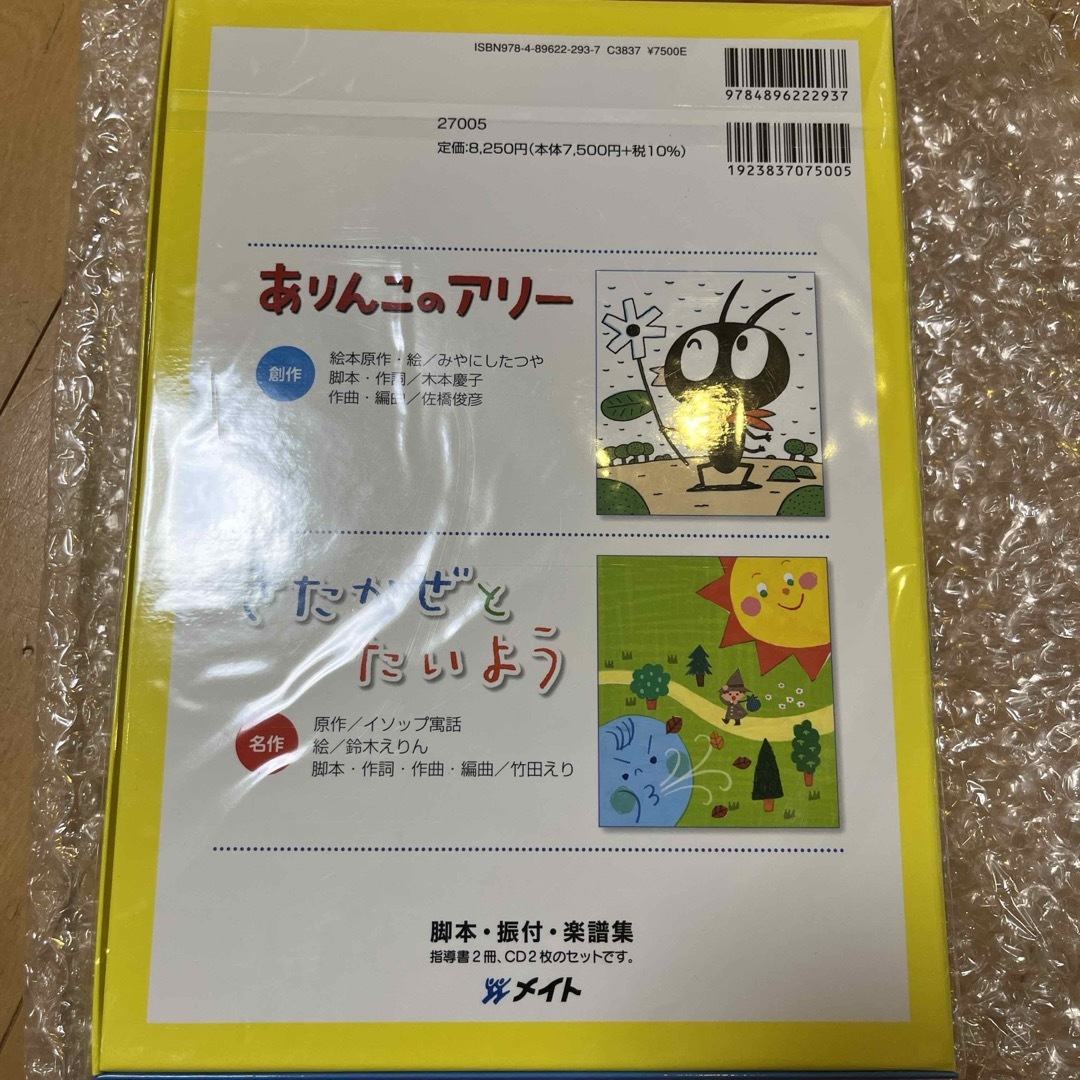 ISBN978-4-89622-293-7 C3837 ¥7500E
9784896222937
27005
定価:8,250円(本体7,500円+税10%)
1923837075005
ありんこのアリー
創作
絵本原作・絵/みやにしたつや
脚本・作詞/木本慶子
作曲・編曲/佐橋俊彦
きたかぜと
たいよう
名作
原作/イソップ寓話
絵/鈴木えりん
脚本・作詞・作曲・編曲/竹田えり
脚本・振付・楽譜集
指導書2冊、CD2枚のセットです。
メイト